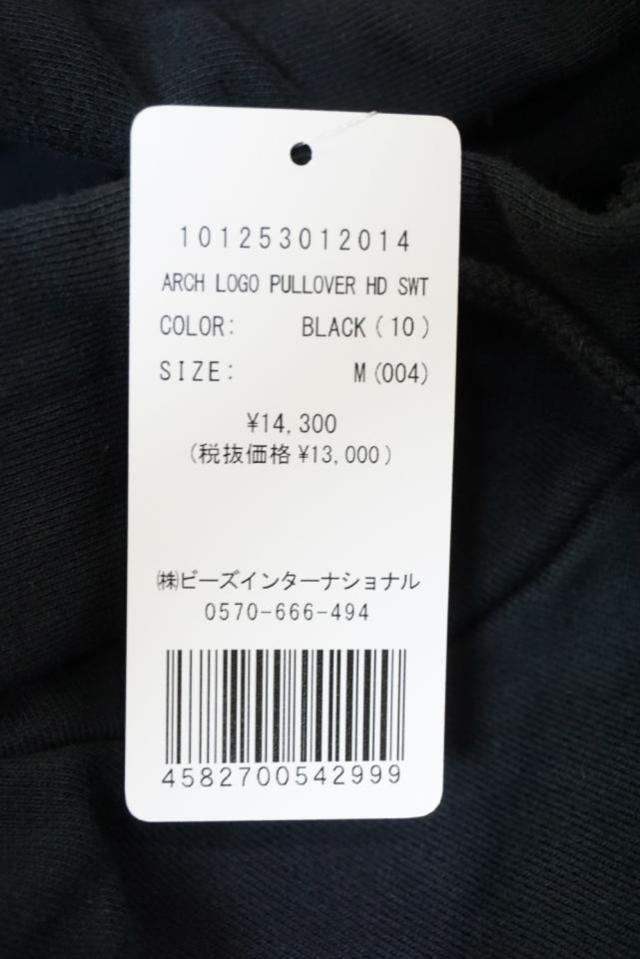 101253012014
ARCH LOGO PULLOVER HD SWT
COLOR: BLACK(10)
SIZE: M(004)
¥14,300
(税抜価格¥13,000)
㈱ビーズインターナショナル
0570-666-494
4582700542999